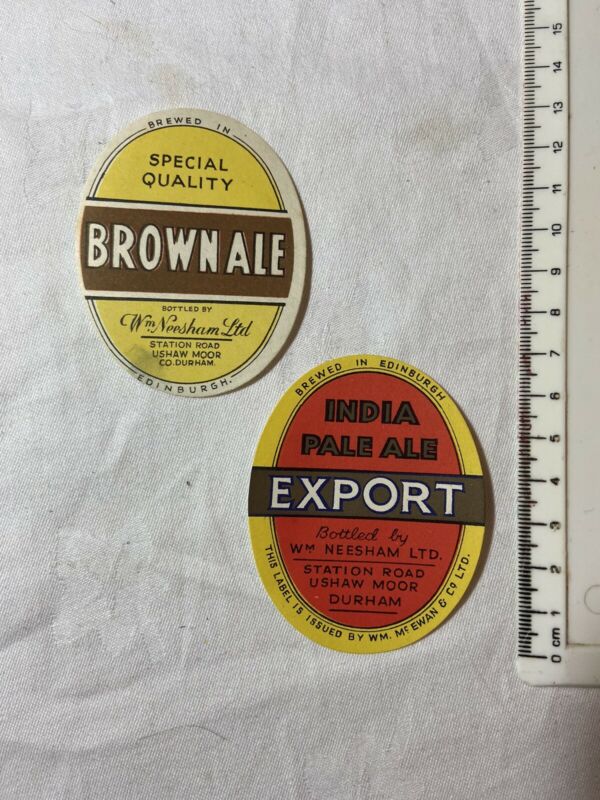 BREWED IN
SPECIAL
QUALITY
BROWN ALE
BOTTLED BY
Wm Neesham Ltd
STATION ROAD
USHAW MOOR
CO. DURHAM.
EDINBURGH.
BREWED IN EDINBURGH
INDIA
PALE ALE
EXPORT
Bottled by
WM NEESHAM LTD.
STATION ROAD
USHAW MOOR
DURHAM
THIS LABEL IS ISSUED BY WM. McEWAN & Co LTD.
15
14
13
12
11
10
9
8
7
6
5
4
3
2
1
0 cm